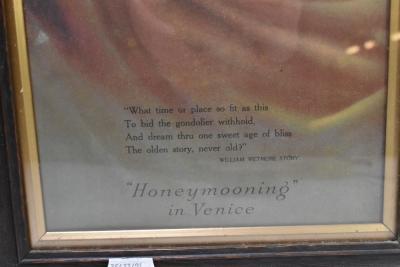 "What time or place so fit as this
To bid the gondolier withhold,
And dream thru one sweet age of bliss
The olden story, never old?"
WILLIAM WETMORE STORY
"Honeymooning"
in Venice